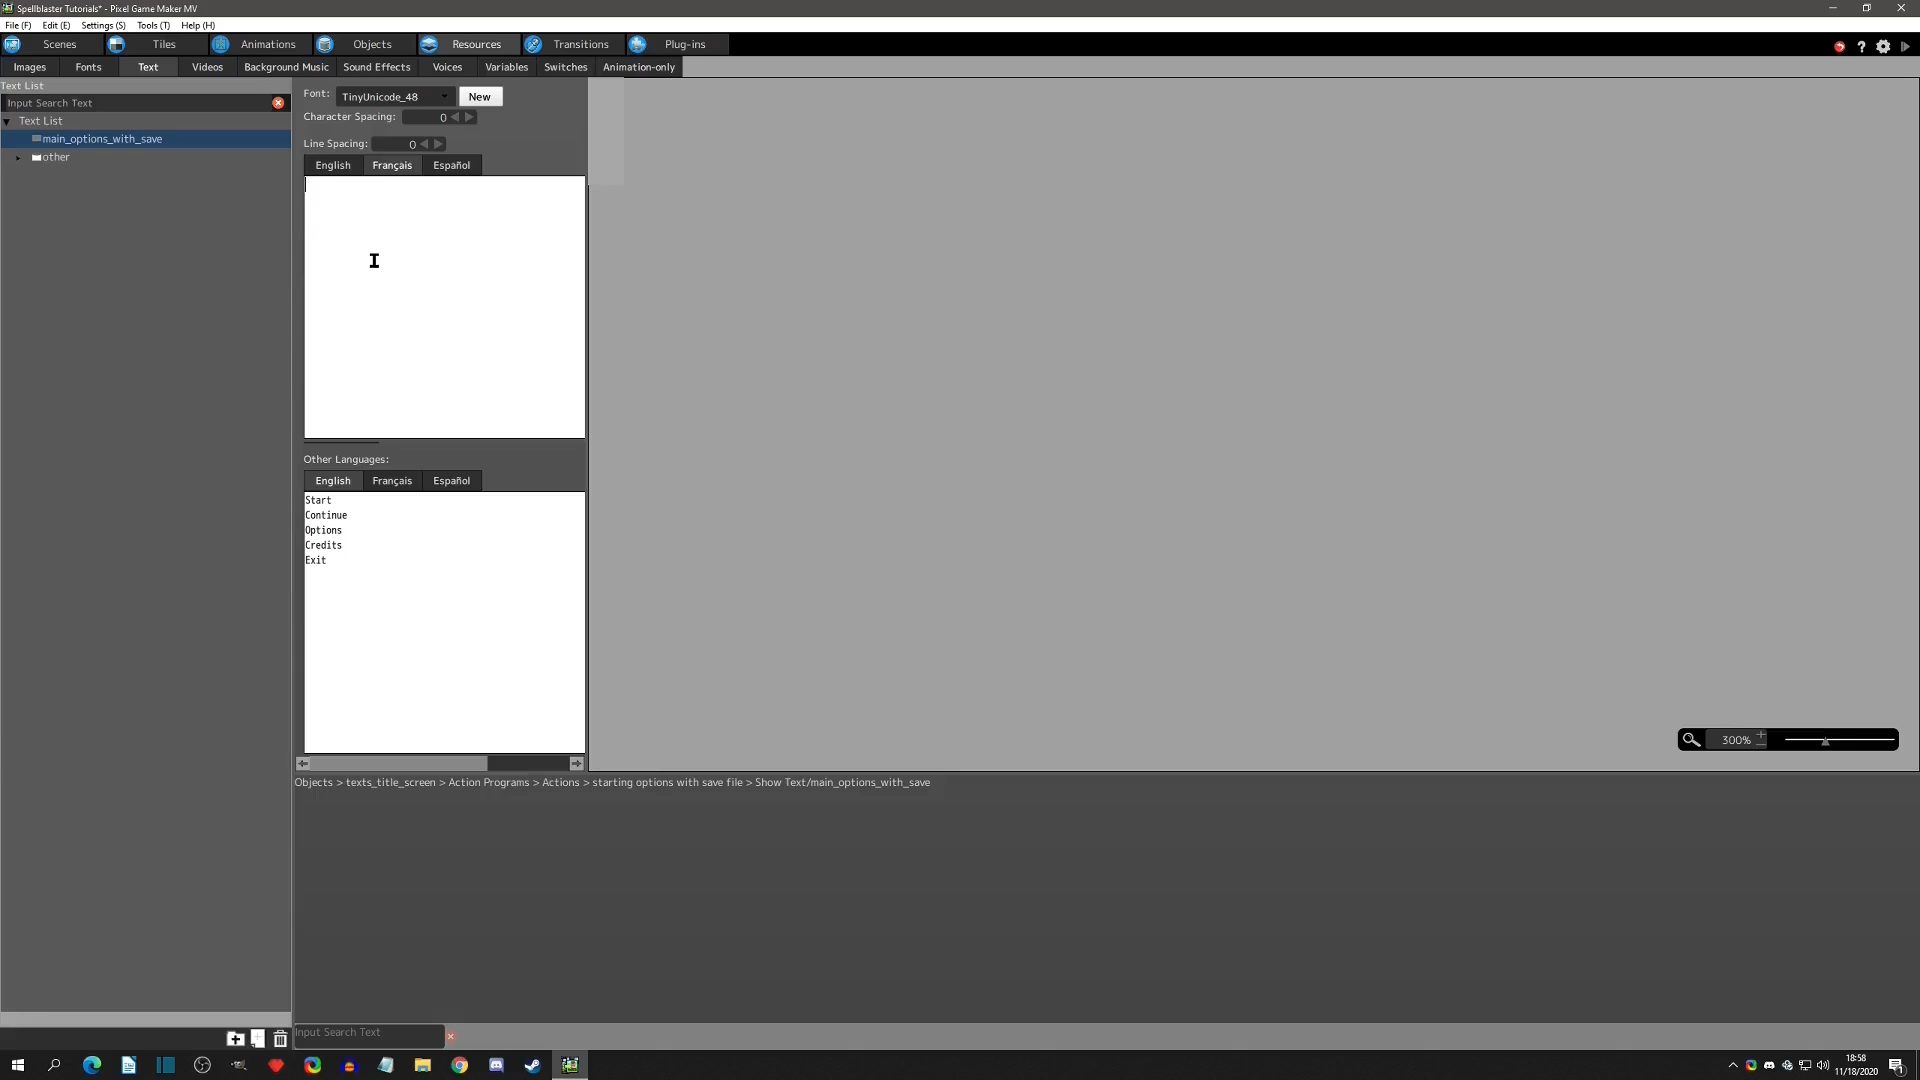 Spellblaster Tutorials* - Pixel Game Maker MV
File (F) Edit (E) Settings (S) Tools (T) Help (H)
Scenes Tiles Animations Objects Resources Transitions Plug-ins
Images Fonts Text Videos Background Music Sound Effects Voices Variables Switches Animation-only
Text List
Input Search Text
Text List
main_options_with_save
other
Font: TinyUnicode_48 New
Character Spacing: 0
Line Spacing: 0
English Français Español
Other Languages:
English Français Español
Start
Continue
Options
Credits
Exit
300%
Objects > texts_title_screen > Action Programs > Actions > starting options with save file > Show Text/main_options_with_save
Input Search Text
18:58
11/18/2020